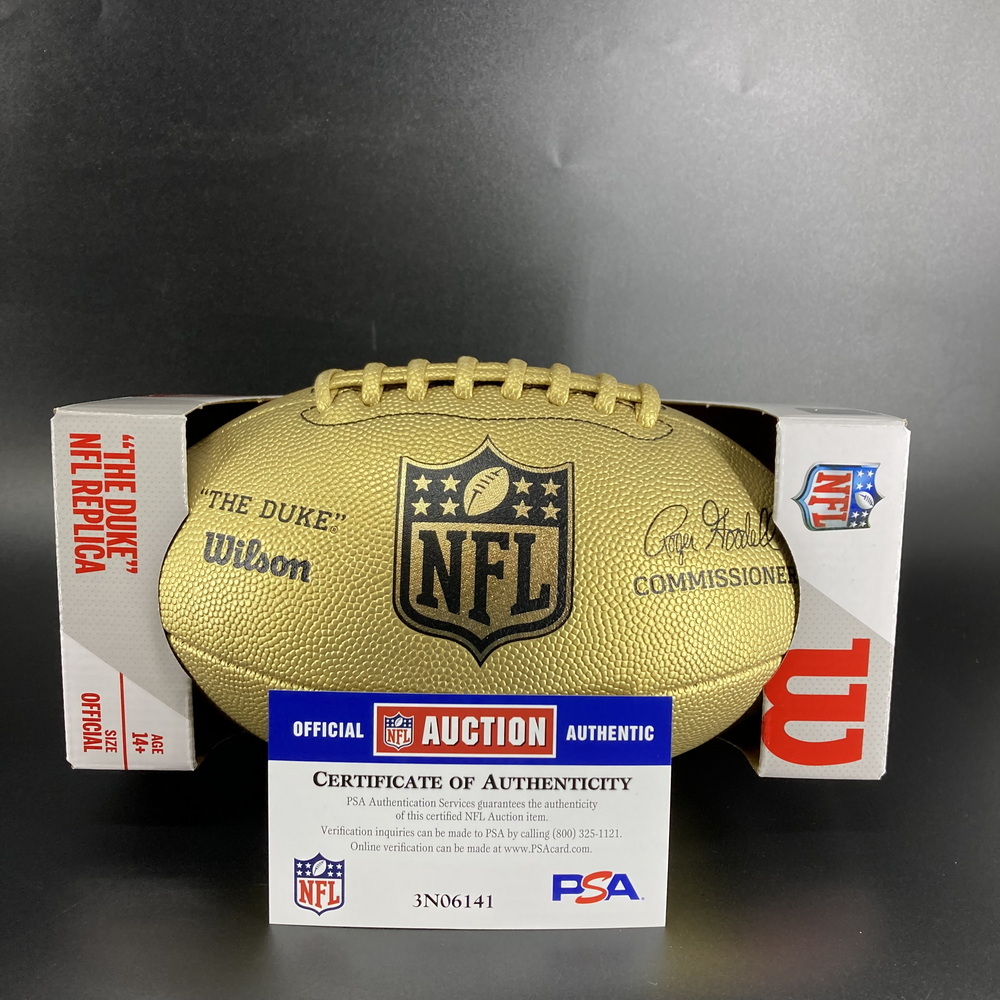 "THE DUKE"
NFL REPLICA
AGE
14+
SIZE
OFFICIAL
"THE DUKE"
Wilson
NFL
Roger Goodell
COMMISSIONER
NFL
W
OFFICIAL NFL AUCTION AUTHENTIC
CERTIFICATE OF AUTHENTICITY
PSA Authentication Services guarantees the authenticity
of this certified NFL Auction item.
Verification inquiries can be made to PSA by calling (800) 325-1121.
Online verification can be made at www.PSAcard.com.
NFL
3N06141
PSA